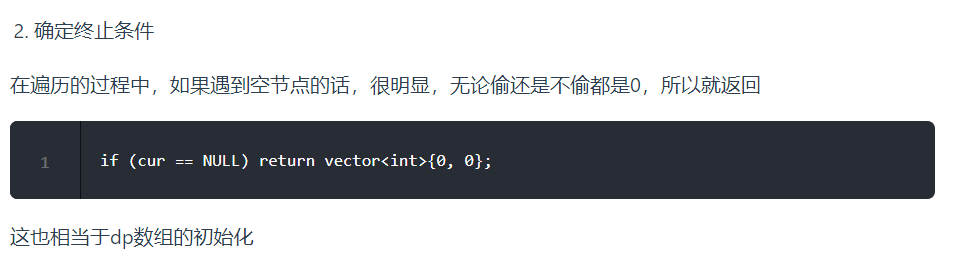 2. 确定终止条件
在遍历的过程中，如果遇到空节点的话，很明显，无论偷还是不偷都是0，所以就返回
1 if (cur == NULL) return vector<int>{0, 0};
这也相当于dp数组的初始化